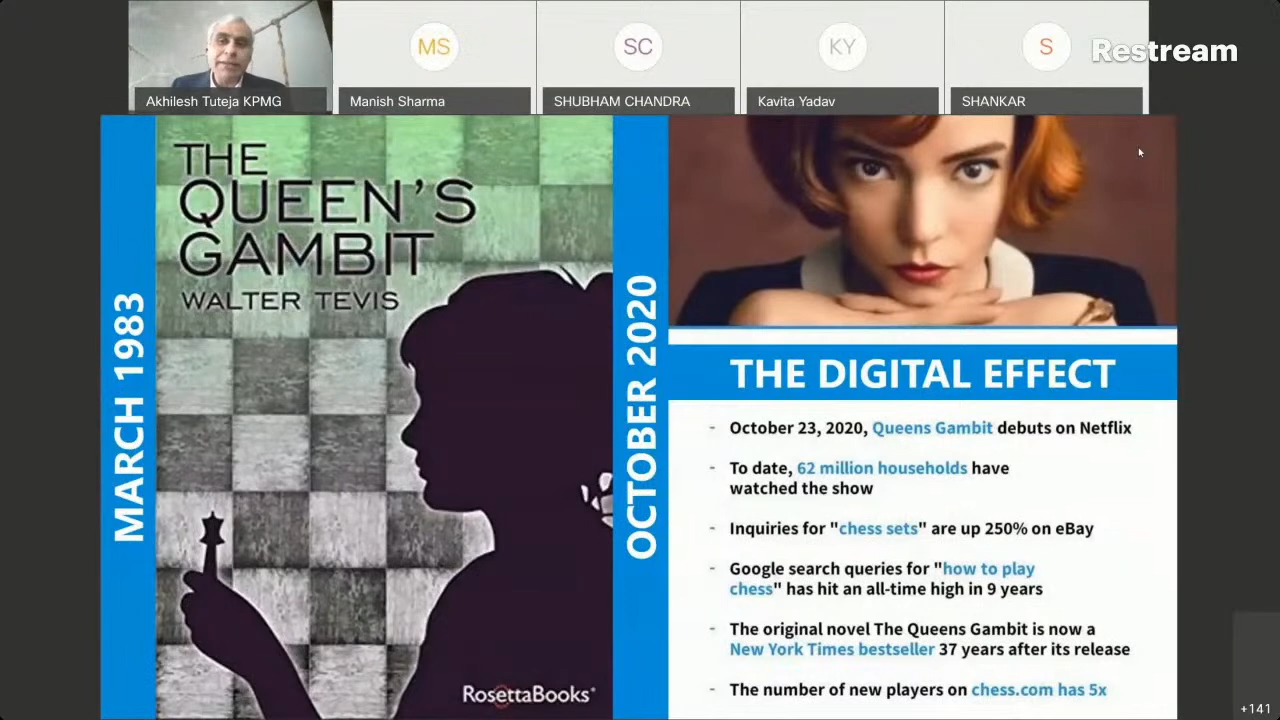 MS
SC
KY
S
Restream
Akhilesh Tuteja KPMG
Manish Sharma
SHUBHAM CHANDRA
Kavita Yadav
SHANKAR
MARCH 1983
THE
QUEEN'S
GAMBIT
WALTER TEVIS
RosettaBooks®
OCTOBER 2020
THE DIGITAL EFFECT
- October 23, 2020, Queens Gambit debuts on Netflix
- To date, 62 million households have
watched the show
- Inquiries for "chess sets" are up 250% on eBay
- Google search queries for "how to play
chess" has hit an all-time high in 9 years
- The original novel The Queens Gambit is now a
New York Times bestseller 37 years after its release
- The number of new players on chess.com has 5x
+141